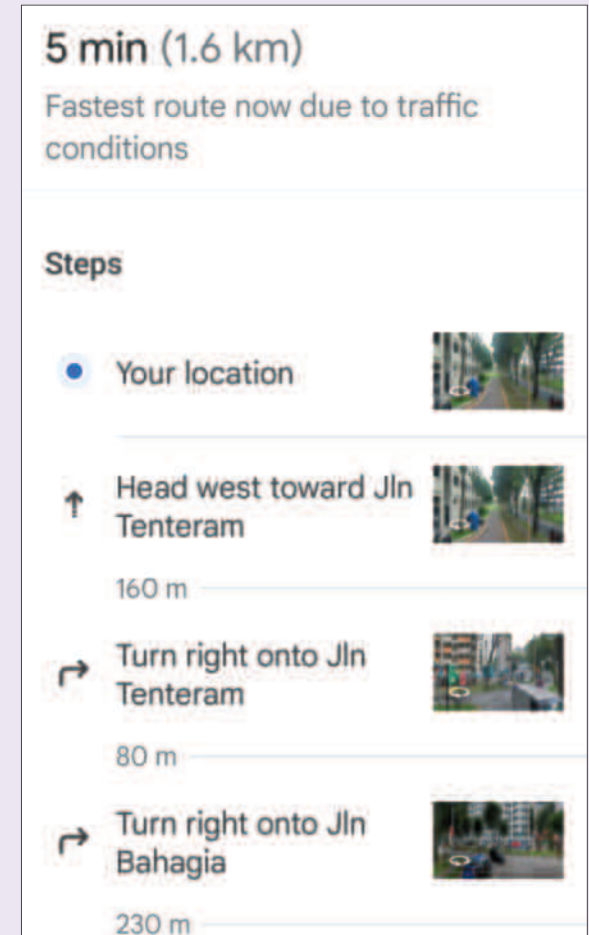 5 min (1.6 km)
Fastest route now due to traffic
conditions
Steps
Your location
Head west toward Jln
Tenteram
160 m
Turn right onto Jln
Tenteram
80 m
Turn right onto Jln
Bahagia
230 m